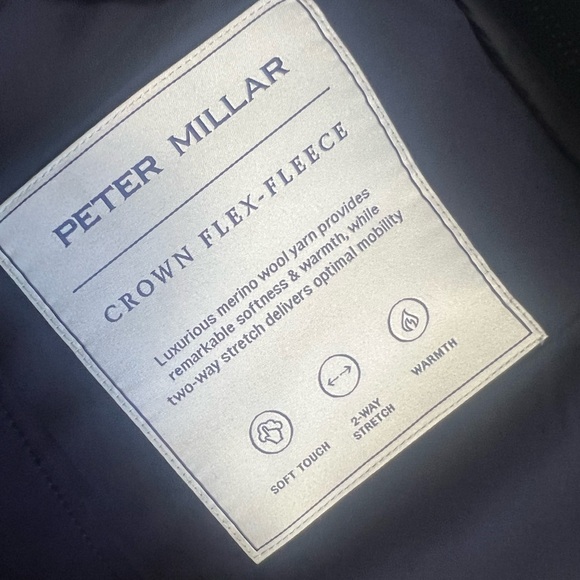 PETER MILLAR
CROWN FLEX-FLEECE
Luxurious merino wool yarn provides
remarkable softness & warmth, while
two-way stretch delivers optimal mobility
SOFT TOUCH
2-WAY
STRETCH
WARMTH